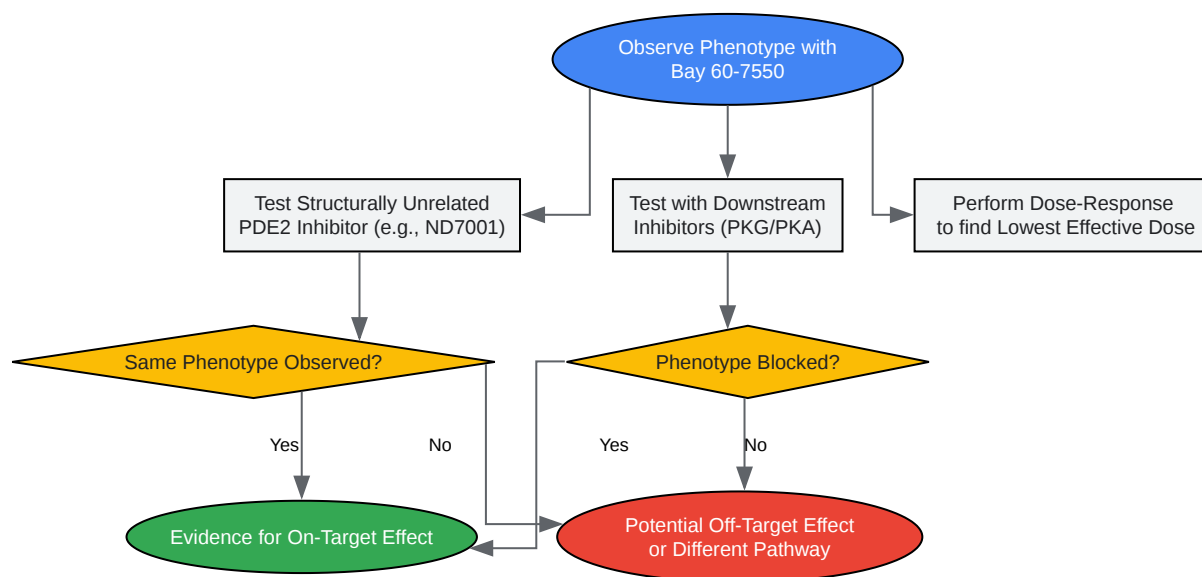 Observe Phenotype with
Bay 60-7550
Test Structurally Unrelated
PDE2 Inhibitor (e.g., ND7001)
Test with Downstream
Inhibitors (PKG/PKA)
Perform Dose-Response
to find Lowest Effective Dose
Same Phenotype Observed?
Phenotype Blocked?
Yes
No
Yes
No
Evidence for On-Target Effect
Potential Off-Target Effect
or Different Pathway